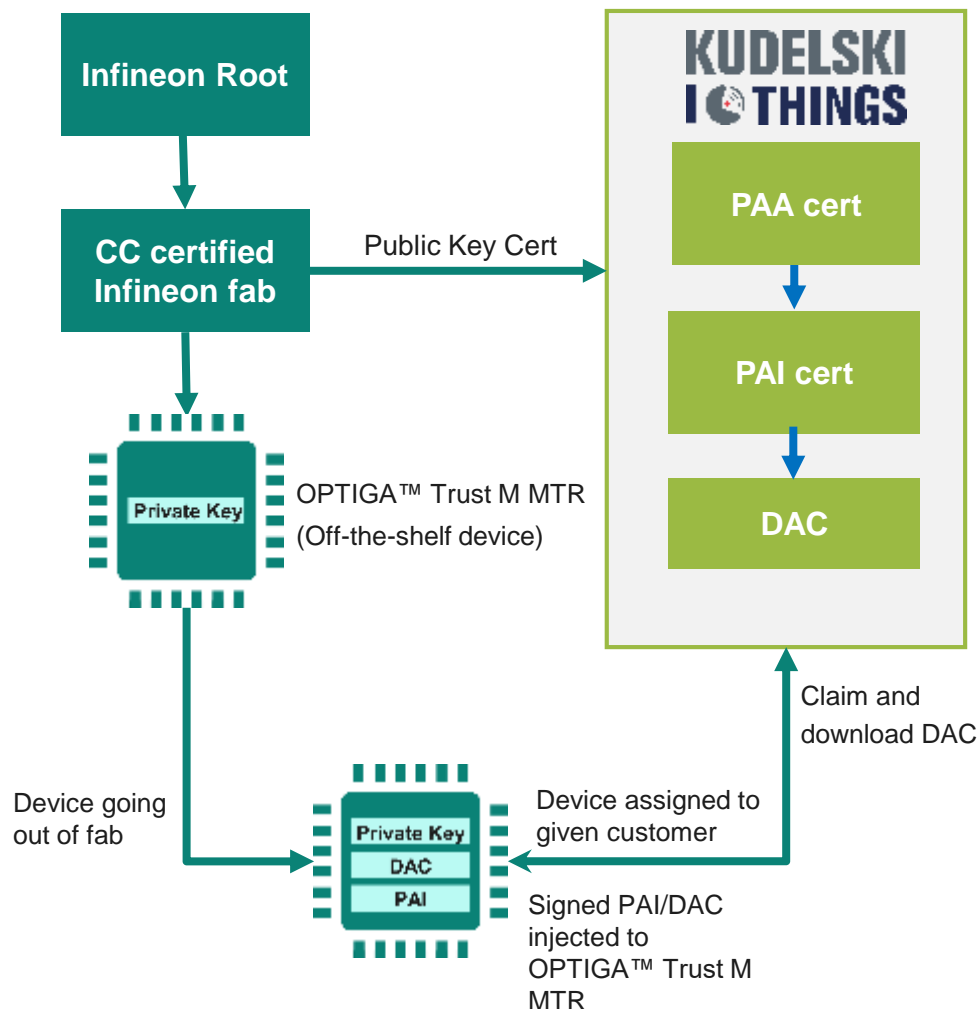 Infineon Root
KUDELSKI
I THINGS
PAA cert
CC certified
Infineon fab
Public Key Cert
PAI cert
Private Key
OPTIGA™ Trust M MTR
(Off-the-shelf device)
DAC
Claim and
download DAC
Device going
out of fab
Private Key
DAC
PAI
Device assigned to
given customer
Signed PAI/DAC
injected to
OPTIGA™ Trust M
MTR